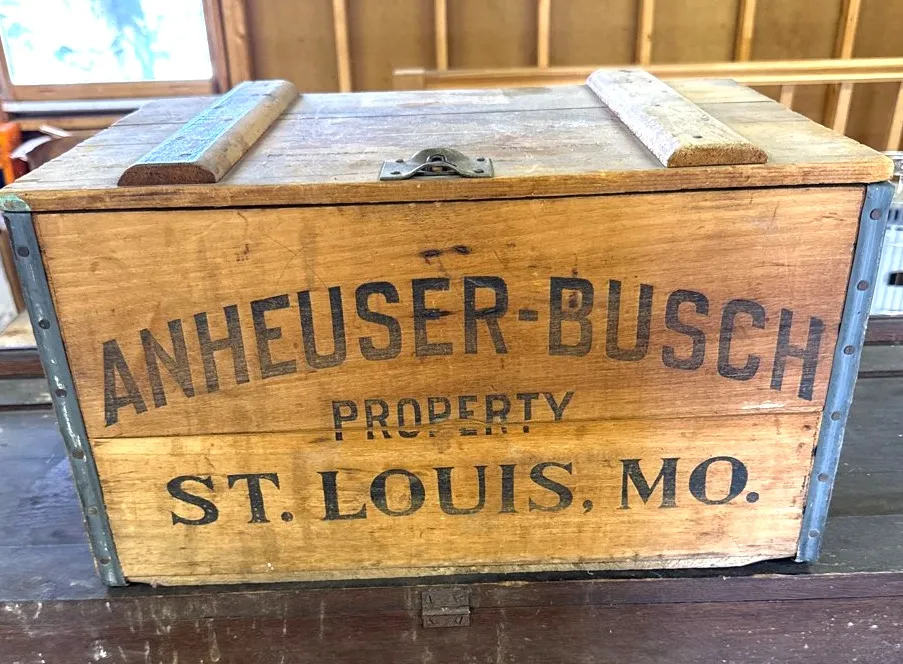 ANHEUSER-BUSCH
PROPERTY
ST. LOUIS, MO.